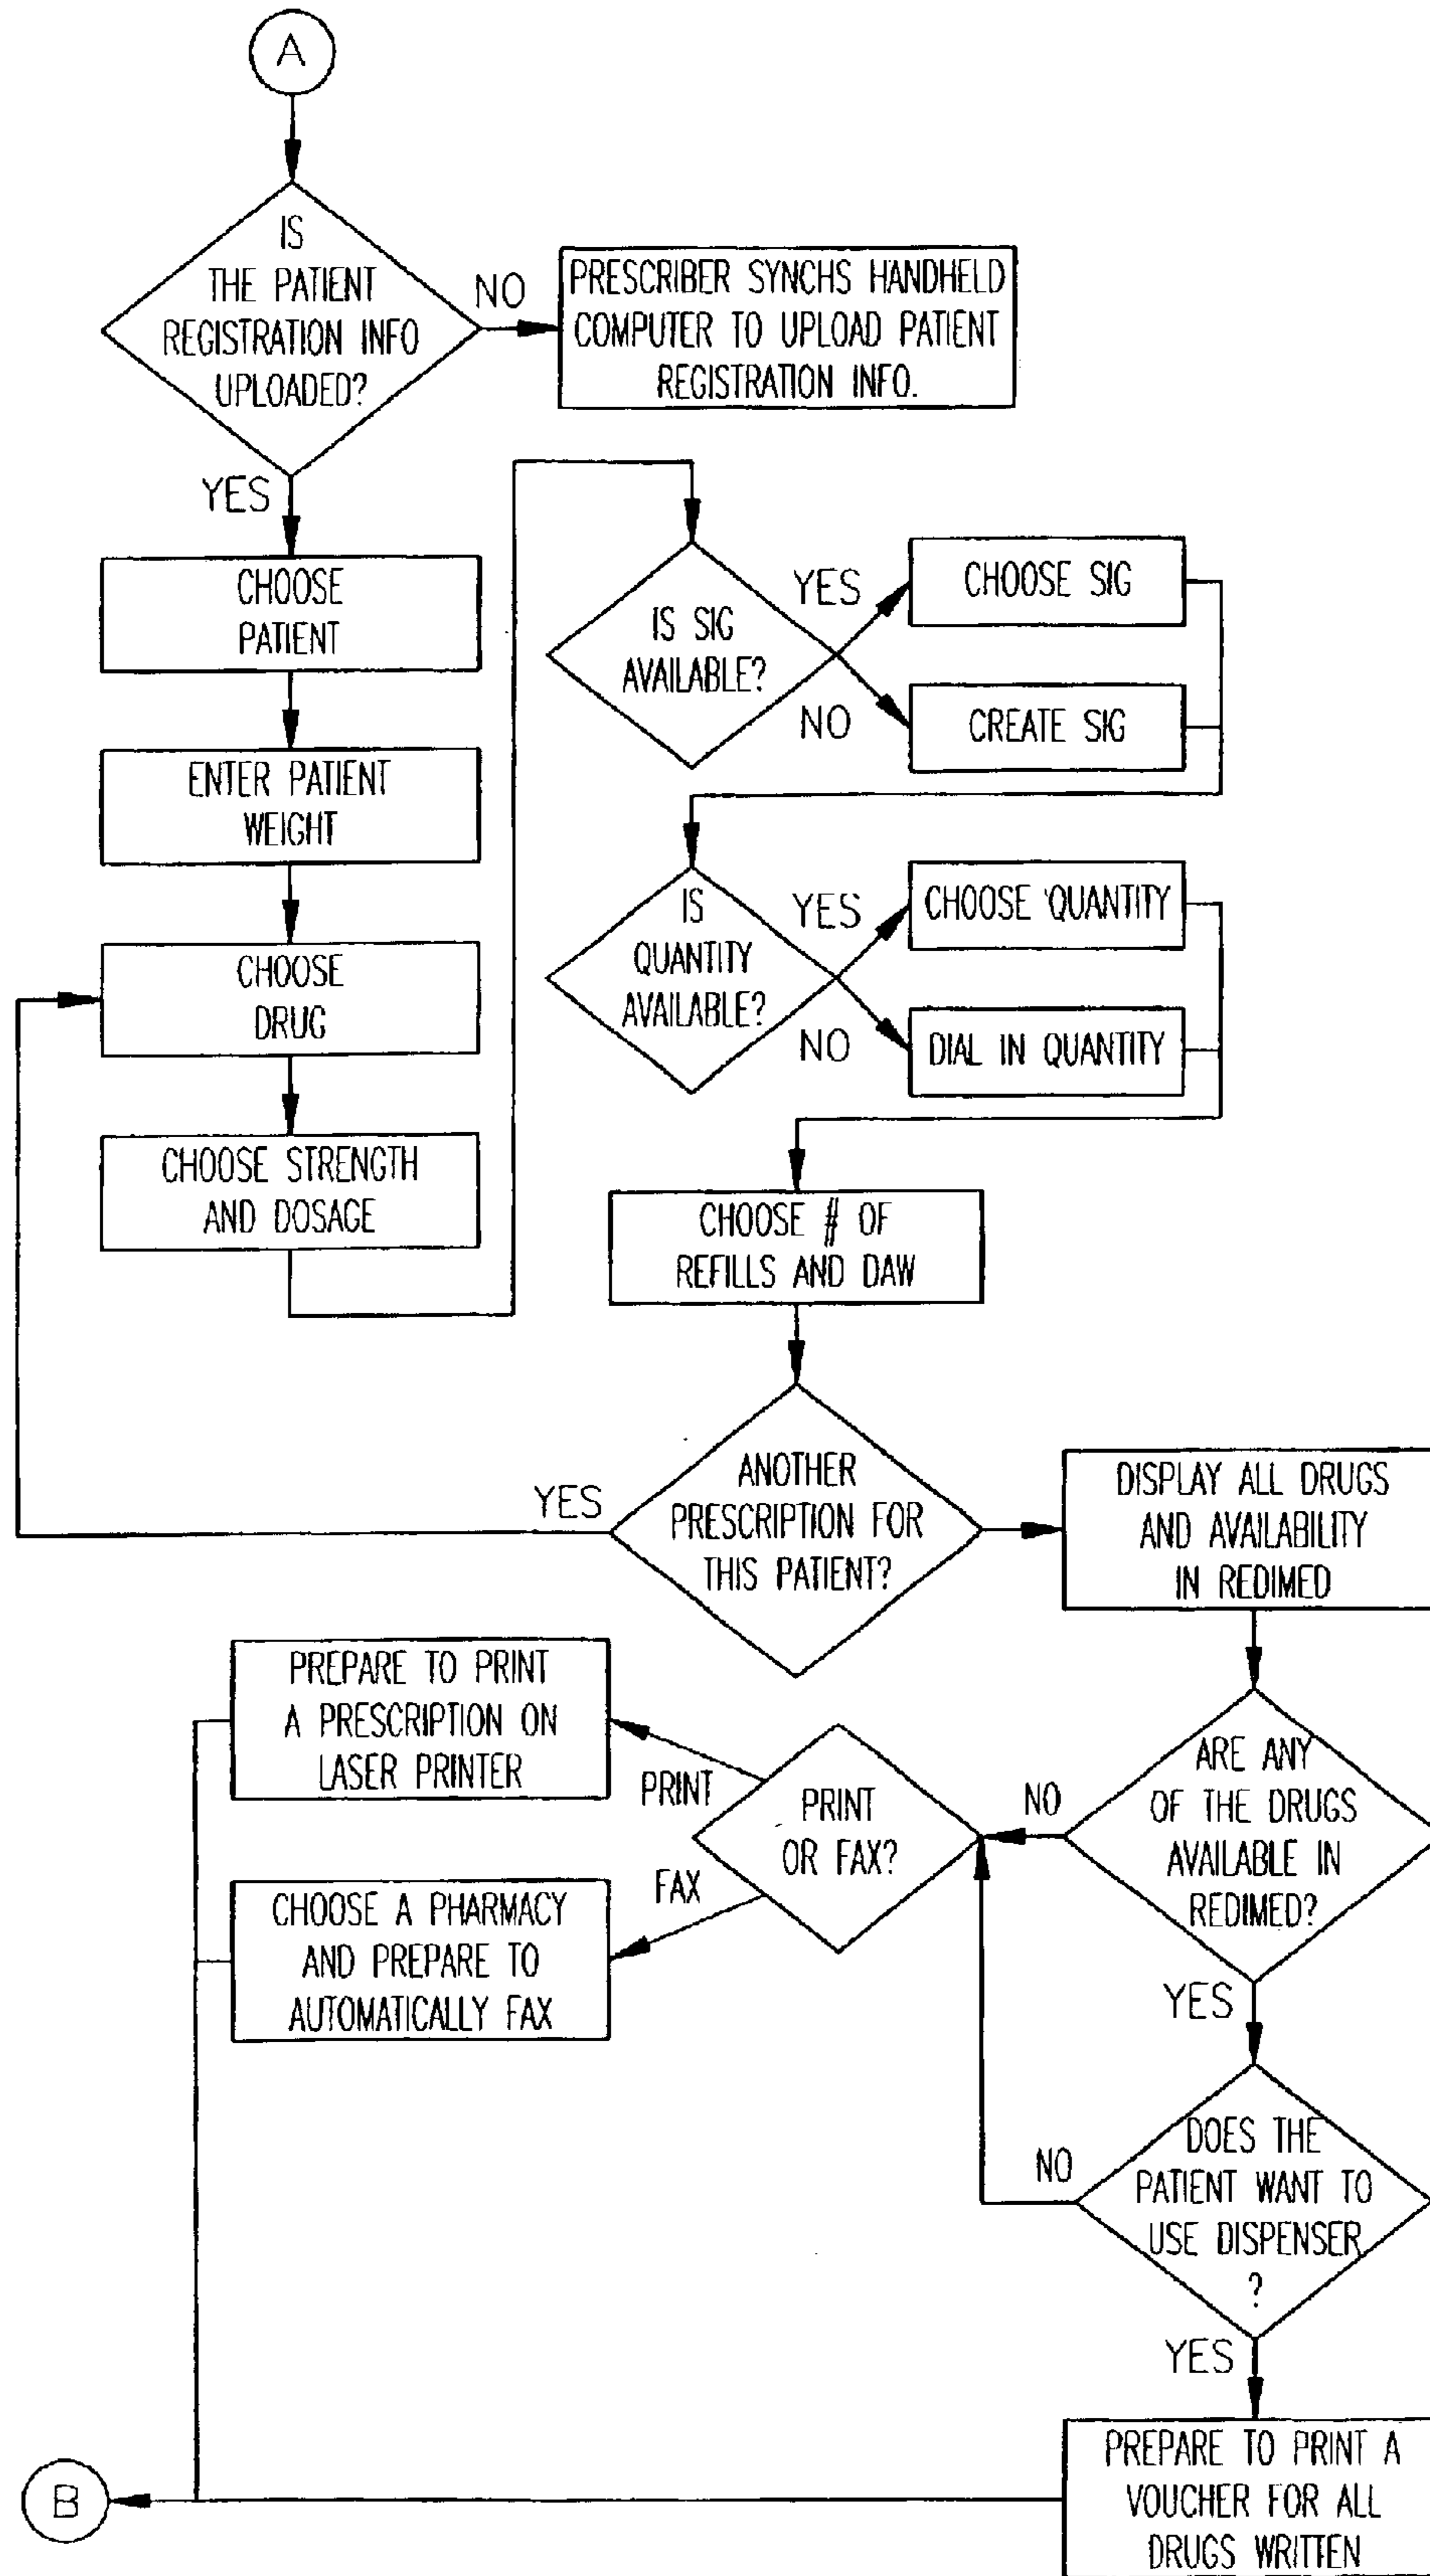 A
IS
THE PATIENT
REGISTRATION INFO
UPLOADED?
NO
PRESCRIBER SYNCHS HANDHELD
COMPUTER TO UPLOAD PATIENT
REGISTRATION INFO.
YES
CHOOSE
PATIENT
ENTER PATIENT
WEIGHT
CHOOSE
DRUG
CHOOSE STRENGTH
AND DOSAGE
IS SIG
AVAILABLE?
YES
CHOOSE SIG
NO
CREATE SIG
IS
QUANTITY
AVAILABLE?
YES
CHOOSE QUANTITY
NO
DIAL IN QUANTITY
CHOOSE # OF
REFILLS AND DAW
ANOTHER
PRESCRIPTION FOR
THIS PATIENT?
YES
DISPLAY ALL DRUGS
AND AVAILABILITY
IN REDIMED
ARE ANY
OF THE DRUGS
AVAILABLE IN
REDIMED?
NO
PRINT
OR FAX?
PRINT
PREPARE TO PRINT
A PRESCRIPTION ON
LASER PRINTER
FAX
CHOOSE A PHARMACY
AND PREPARE TO
AUTOMATICALLY FAX
YES
DOES THE
PATIENT WANT TO
USE DISPENSER
?
NO
YES
PREPARE TO PRINT A
VOUCHER FOR ALL
DRUGS WRITTEN
B